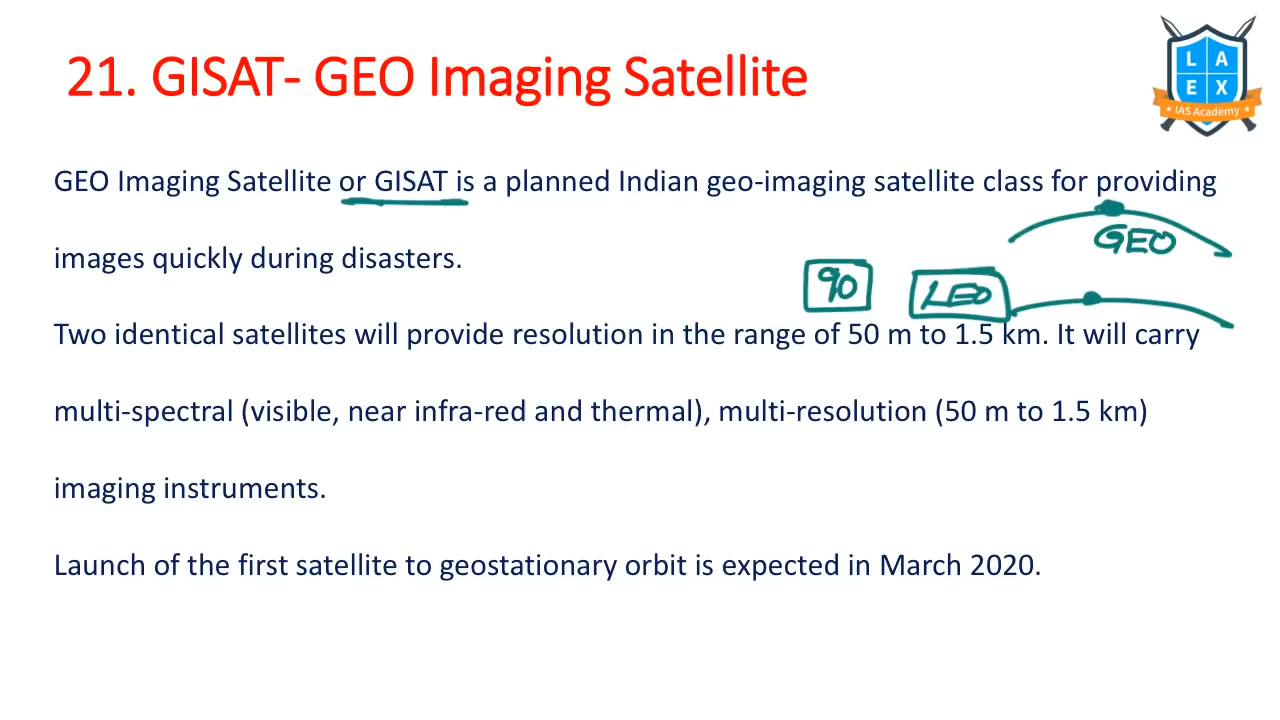 21. GISAT- GEO Imaging Satellite
L A
E X
IAS Academy
GEO Imaging Satellite or GISAT is a planned Indian geo-imaging satellite class for providing
GEO
images quickly during disasters.
90 LEO
Two identical satellites will provide resolution in the range of 50 m to 1.5 km. It will carry
multi-spectral (visible, near infra-red and thermal), multi-resolution (50 m to 1.5 km)
imaging instruments.
Launch of the first satellite to geostationary orbit is expected in March 2020.